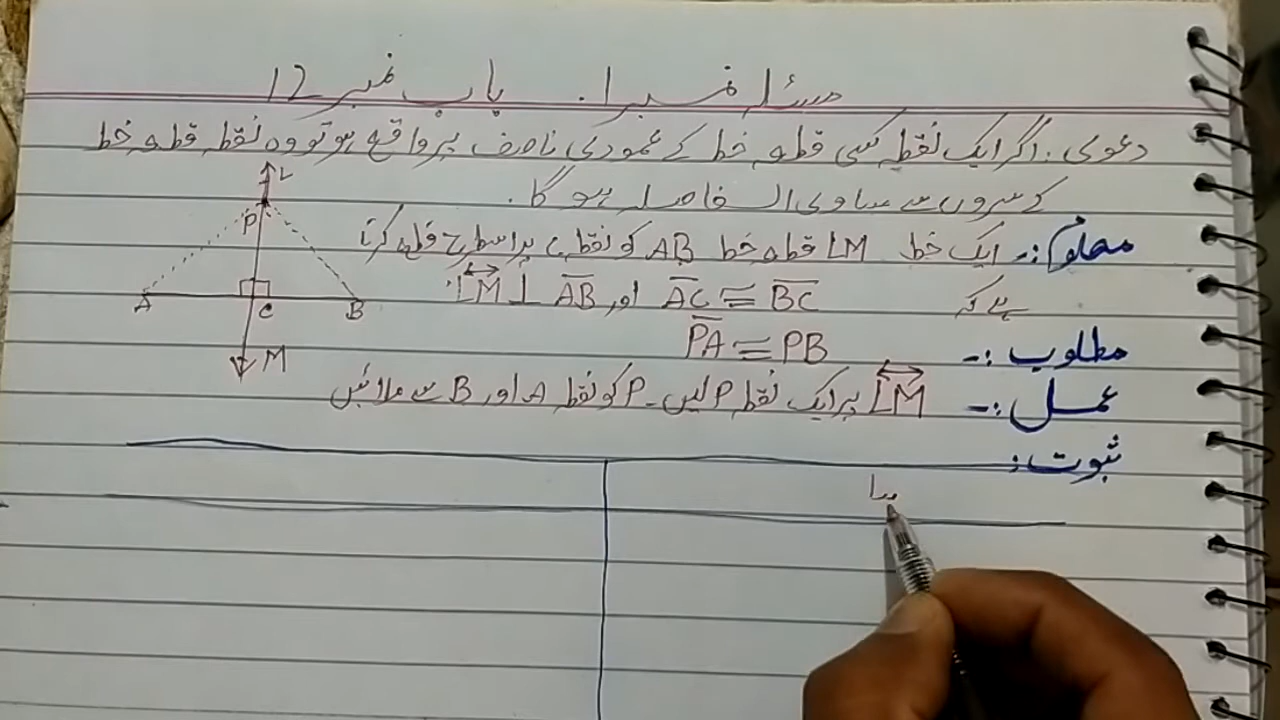 مسئلہ نمبر 1. باب نمبر 12
دعویٰ: اگر ایک نقطہ کسی قطعہ خط کے عمودی ناصف پر واقع ہو تو وہ نقطہ قطعہ خط
کے سروں سے مساوی الفاصلہ ہو گا.
معلوم:- ایک خط LM قطعہ خط AB کو نقطہ C پر اسطرح قطع کرتا
ہے کہ AC ≅ BC اور LM ⊥ AB
مطلوب:- PA ≅ PB
عمل:- LM پر ایک نقطہ P لیں۔ P کو نقطہ A اور B سے ملائیں
ثبوت:
L
P
A
C
B
M